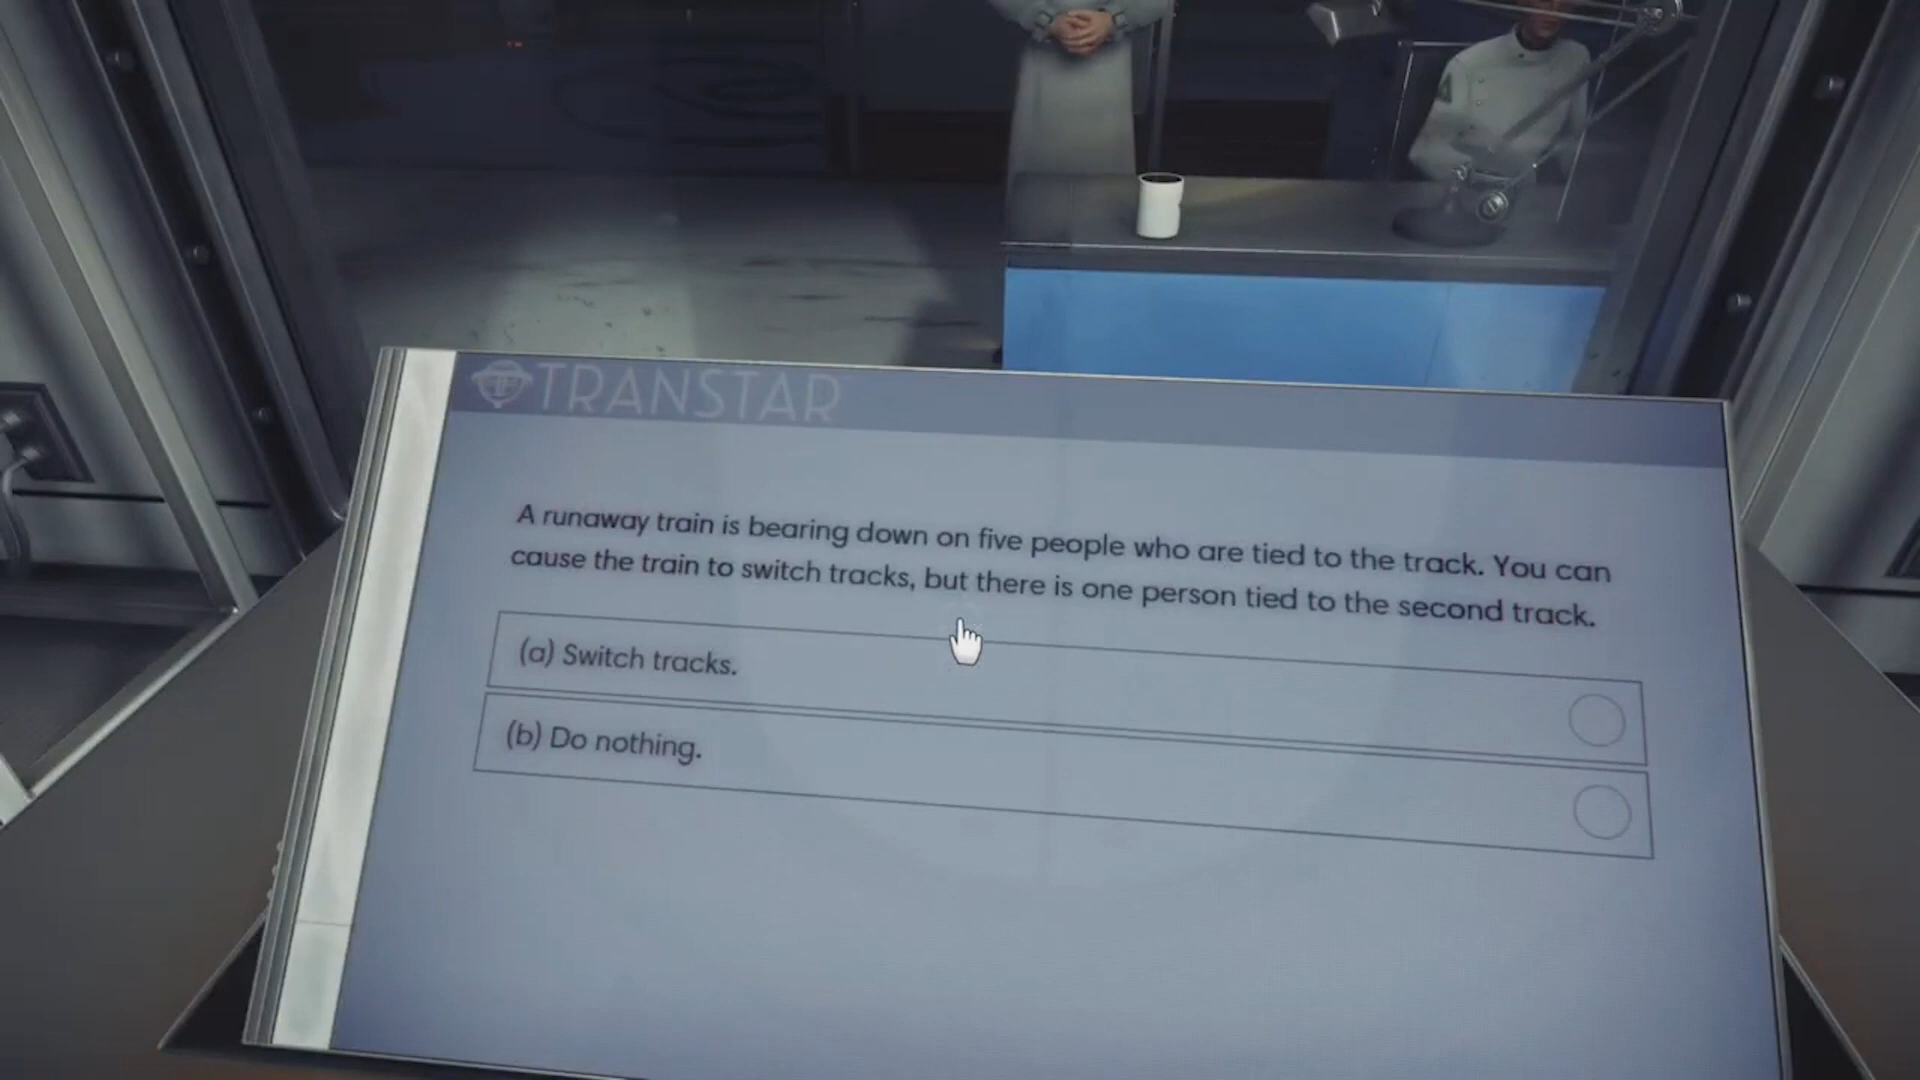 TRANSTAR
A runaway train is bearing down on five people who are tied to the track. You can
cause the train to switch tracks, but there is one person tied to the second track.
(a) Switch tracks.
(b) Do nothing.